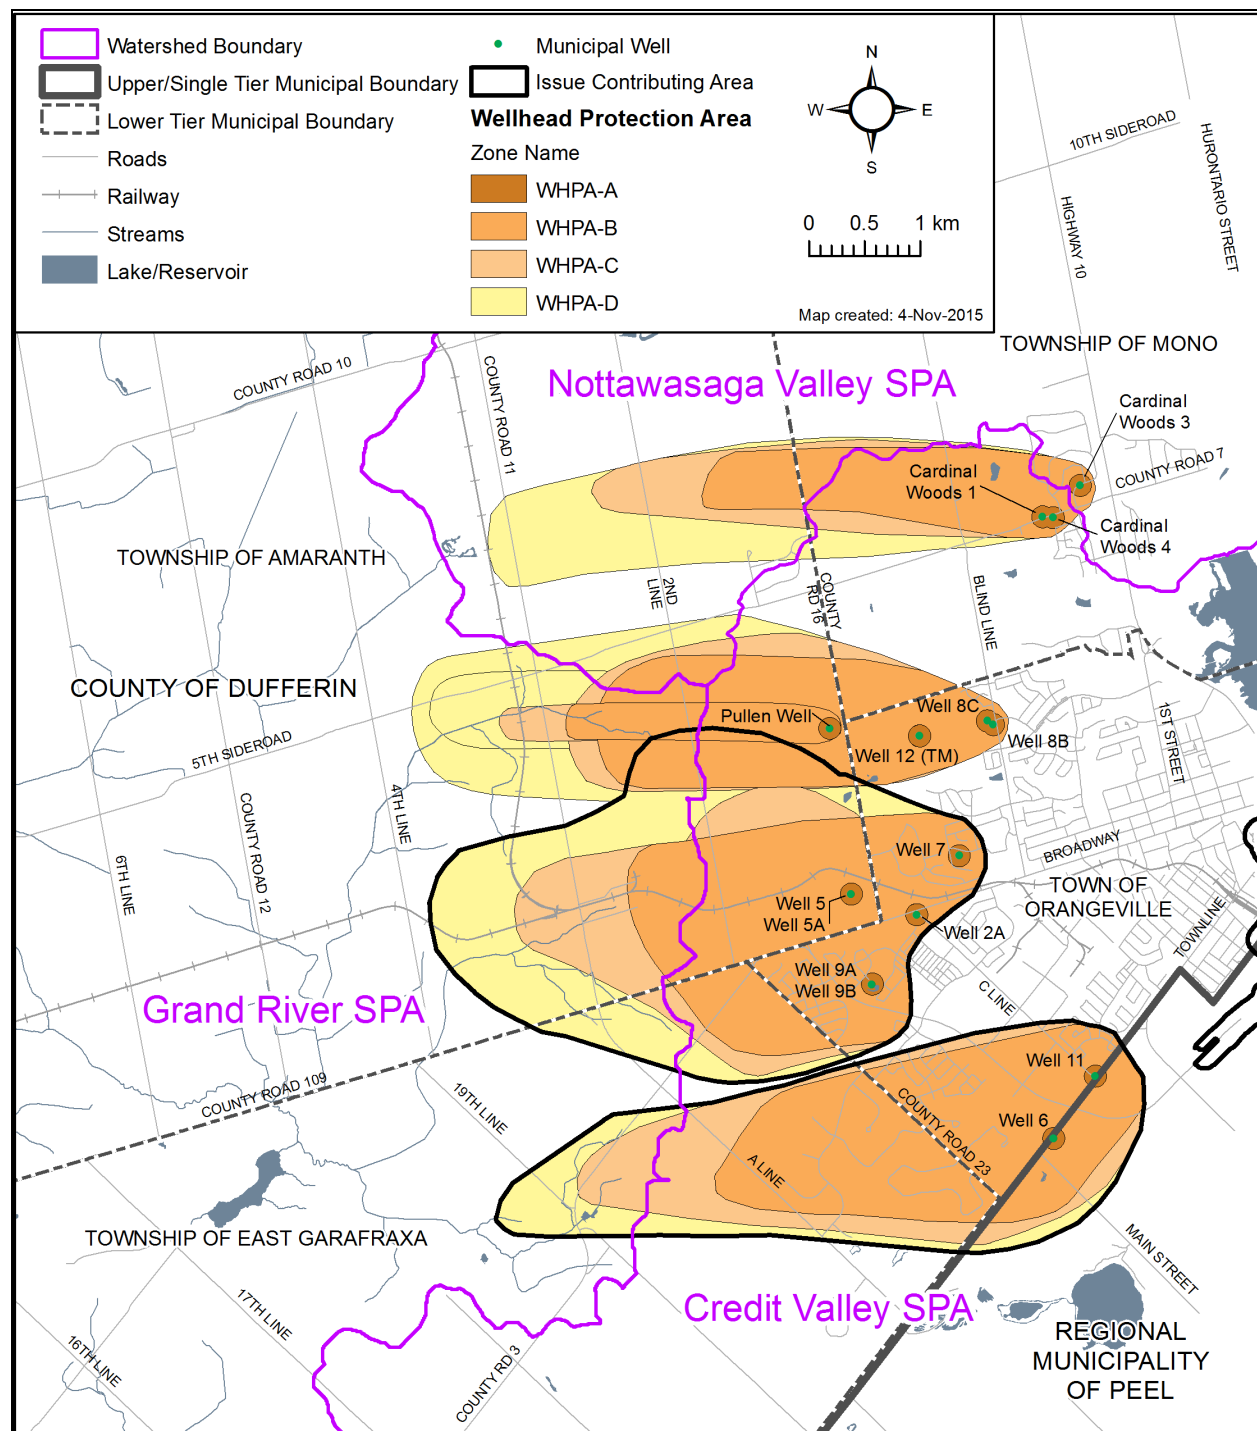 Watershed Boundary
Upper/Single Tier Municipal Boundary
Lower Tier Municipal Boundary
Roads
Railway
Streams
Lake/Reservoir
Municipal Well
Issue Contributing Area
Wellhead Protection Area
Zone Name
WHPA-A
WHPA-B
WHPA-C
WHPA-D
N
W
E
S
0 0.5 1 km
Map created: 4-Nov-2015
10TH SIDEROAD
HURONTARIO STREET
HIGHWAY 10
TOWNSHIP OF MONO
COUNTY ROAD 10
COUNTY ROAD 11
Nottawasaga Valley SPA
Cardinal
Woods 3
COUNTY ROAD 7
Cardinal
Woods 1
Cardinal
Woods 4
TOWNSHIP OF AMARANTH
2ND
LINE
COUNTY
RD 16
BLIND LINE
COUNTY OF DUFFERIN
Pullen Well
Well 8C
Well 8B
Well 12 (TM)
1ST STREET
5TH SIDEROAD
4TH LINE
COUNTY ROAD 12
6TH LINE
BROADWAY
Well 7
TOWN OF
ORANGEVILLE
Well 5
Well 5A
Well 2A
TOWNLINE
Well 9A
Well 9B
C LINE
Grand River SPA
Well 11
COUNTY ROAD 109
19TH LINE
COUNTY ROAD 23
Well 6
A LINE
TOWNSHIP OF EAST GARAFRAXA
MAIN STREET
17TH LINE
Credit Valley SPA
16TH LINE
COUNTY RD 3
REGIONAL
MUNICIPALITY
OF PEEL